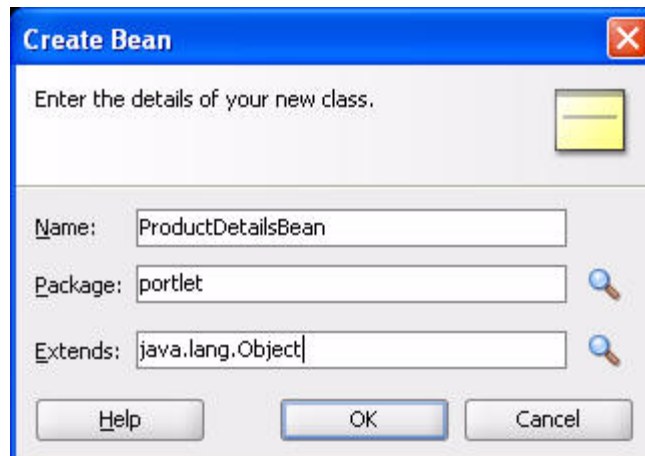 Create Bean
Enter the details of your new class.
Name: ProductDetailsBean
Package: portlet
Extends: java.lang.Object
Help OK Cancel